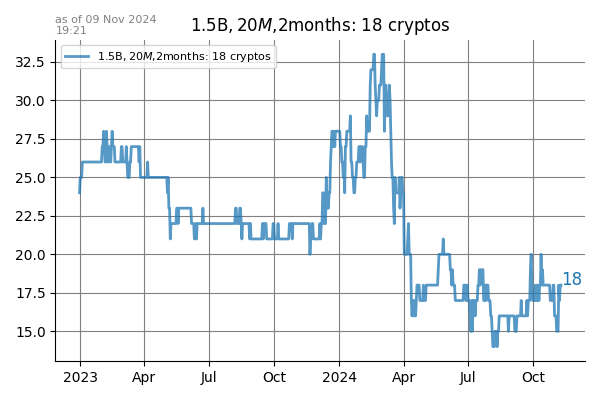 as of 09 Nov 2024
19:21
1.5B, 20M,2months: 18 cryptos
1.5B, 20M,2months: 18 cryptos
32.5
30.0
27.5
25.0
22.5
20.0
17.5
15.0
18
2023 Apr Jul Oct 2024 Apr Jul Oct